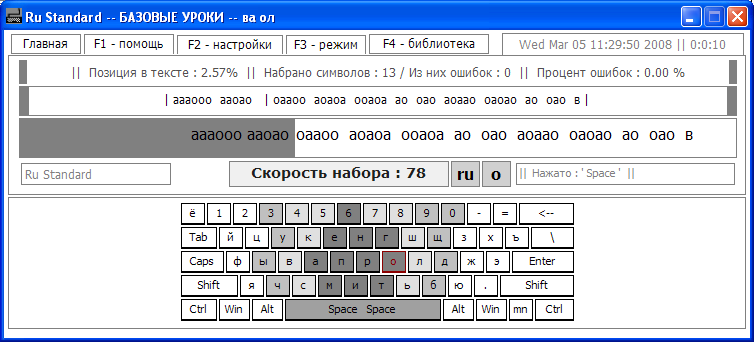 Ru Standard -- БАЗОВЫЕ УРОКИ -- ва ол
Главная F1 - помощь F2 - настройки F3 - режим F4 - библиотека Wed Mar 05 11:29:50 2008 || 0:0:10
|| Позиция в тексте : 2.57% || Набрано символов : 13 / Из них ошибок : 0 || Процент ошибок : 0.00 %
| аааооо ааоао | оаооо аоаоа ооаоа ао оао аоаао оаоао ао оао в |
аааооо ааоао оаооо аоаоа ооаоа ао оао аоаао оаоао ао оао в
Ru Standard Скорость набора : 78 ru о || Нажато : ' Space ' ||
ё 1 2 3 4 5 6 7 8 9 0 - = <--
Tab й ц у к е н г ш щ з х ъ \
Caps ф ы в а п р о л д ж э Enter
Shift я ч с м и т ь б ю . Shift
Ctrl Win Alt Space Space Alt Win mn Ctrl